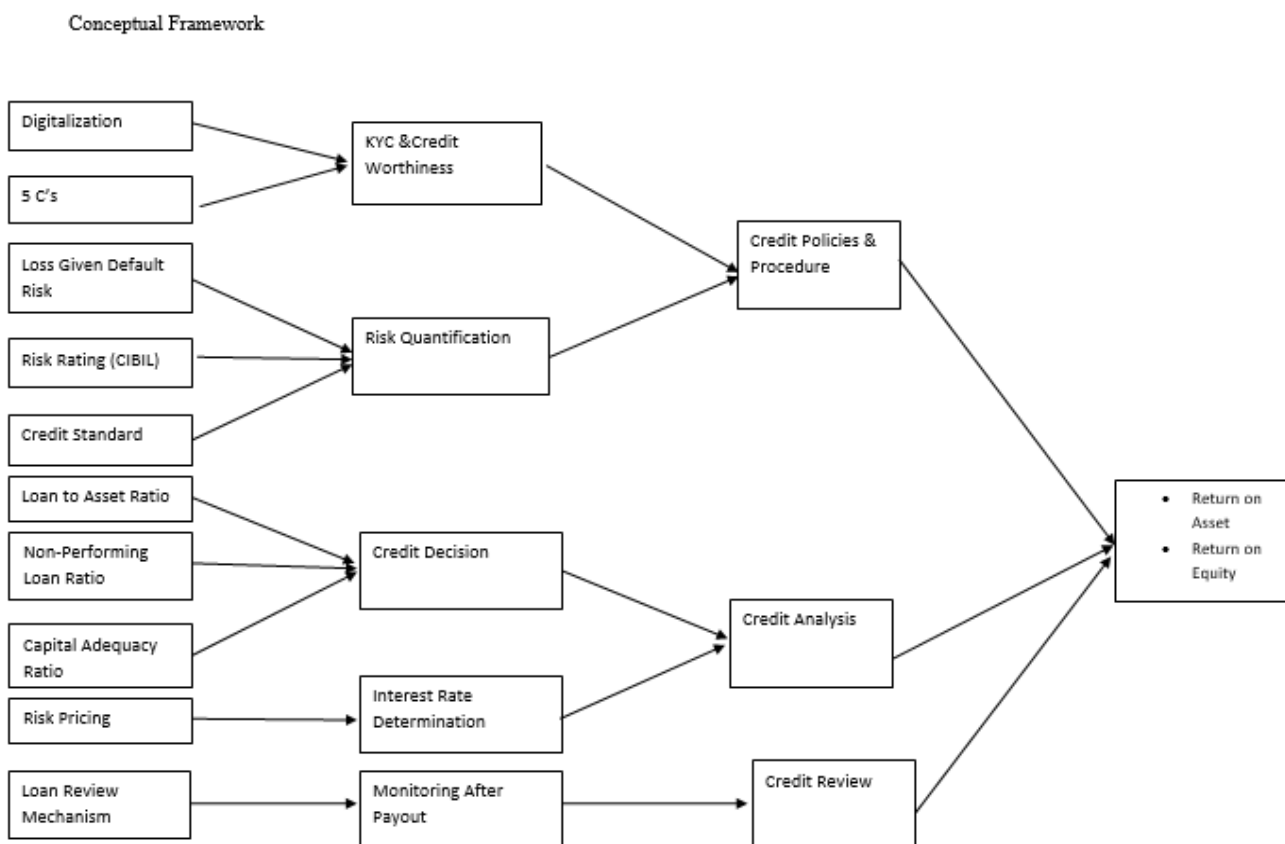 Conceptual Framework
Digitalization
5 C's
Loss Given Default
Risk
Risk Rating (CIBIL)
Credit Standard
Loan to Asset Ratio
Non-Performing
Loan Ratio
Capital Adequacy
Ratio
Risk Pricing
Loan Review
Mechanism
KYC &Credit
Worthiness
Risk Quantification
Credit Decision
Interest Rate
Determination
Monitoring After
Payout
Credit Policies &
Procedure
Credit Analysis
Credit Review
• Return on
Asset
• Return on
Equity